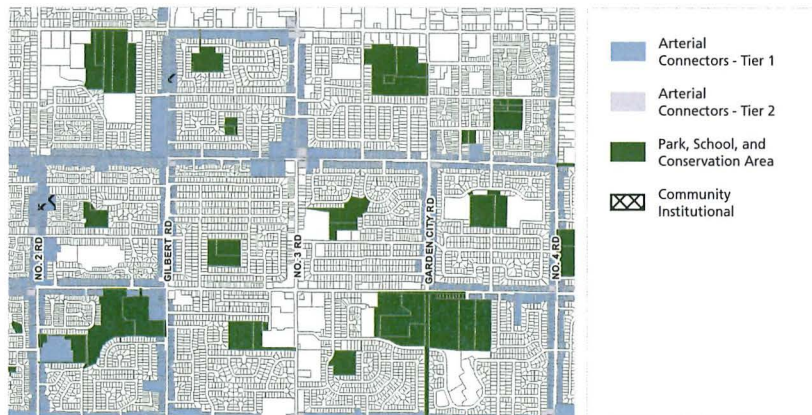 NO. 2 RD
GILBERT RD
NO. 3 RD
GARDEN CITY RD
NO. 4 RD
Arterial
Connectors - Tier 1
Arterial
Connectors - Tier 2
Park, School, and
Conservation Area
Community
Institutional